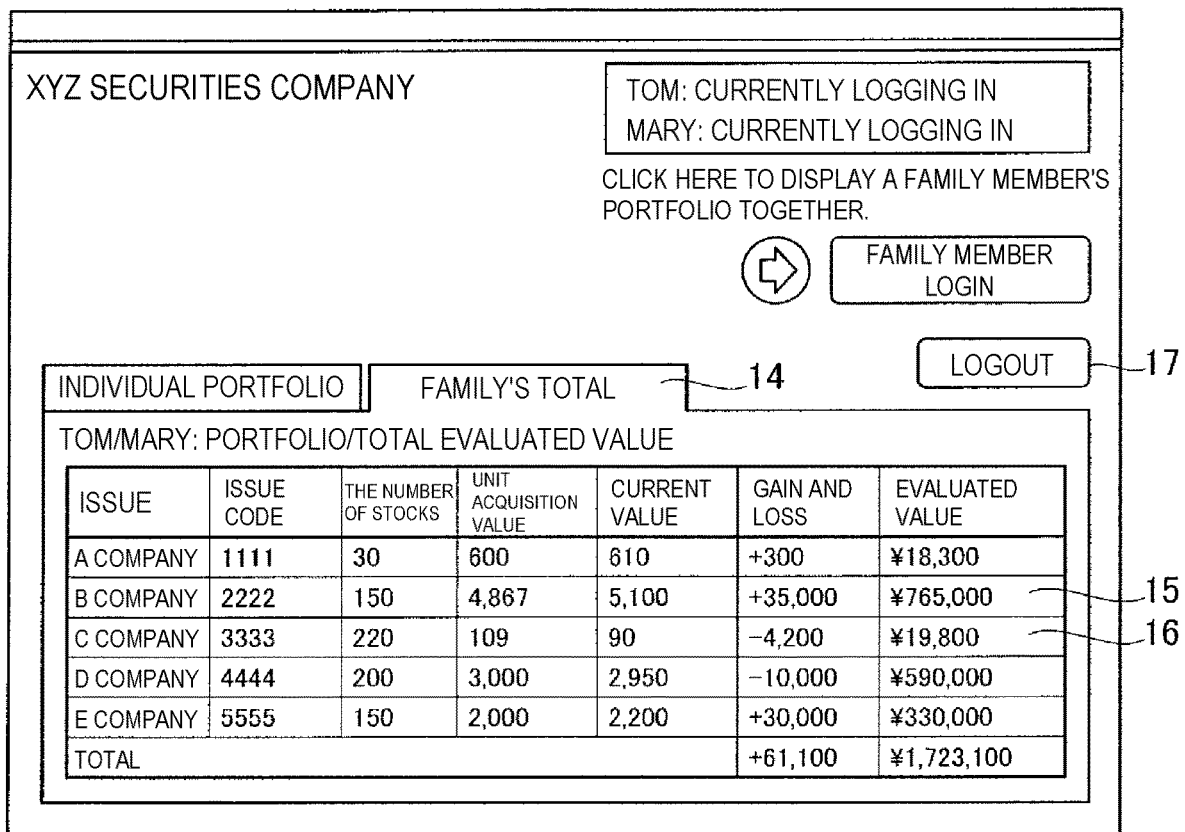 XYZ SECURITIES COMPANY
TOM: CURRENTLY LOGGING IN
MARY: CURRENTLY LOGGING IN
CLICK HERE TO DISPLAY A FAMILY MEMBER'S
PORTFOLIO TOGETHER.
FAMILY MEMBER
LOGIN
LOGOUT 17
INDIVIDUAL PORTFOLIO FAMILY'S TOTAL 14
TOM/MARY: PORTFOLIO/TOTAL EVALUATED VALUE
ISSUE ISSUE CODE THE NUMBER OF STOCKS UNIT ACQUISITION VALUE CURRENT VALUE GAIN AND LOSS EVALUATED VALUE
A COMPANY 1111 30 600 610 +300 ¥18,300
B COMPANY 2222 150 4,867 5,100 +35,000 ¥765,000 15
C COMPANY 3333 220 109 90 −4,200 ¥19,800 16
D COMPANY 4444 200 3,000 2,950 −10,000 ¥590,000
E COMPANY 5555 150 2,000 2,200 +30,000 ¥330,000
TOTAL +61,100 ¥1,723,100